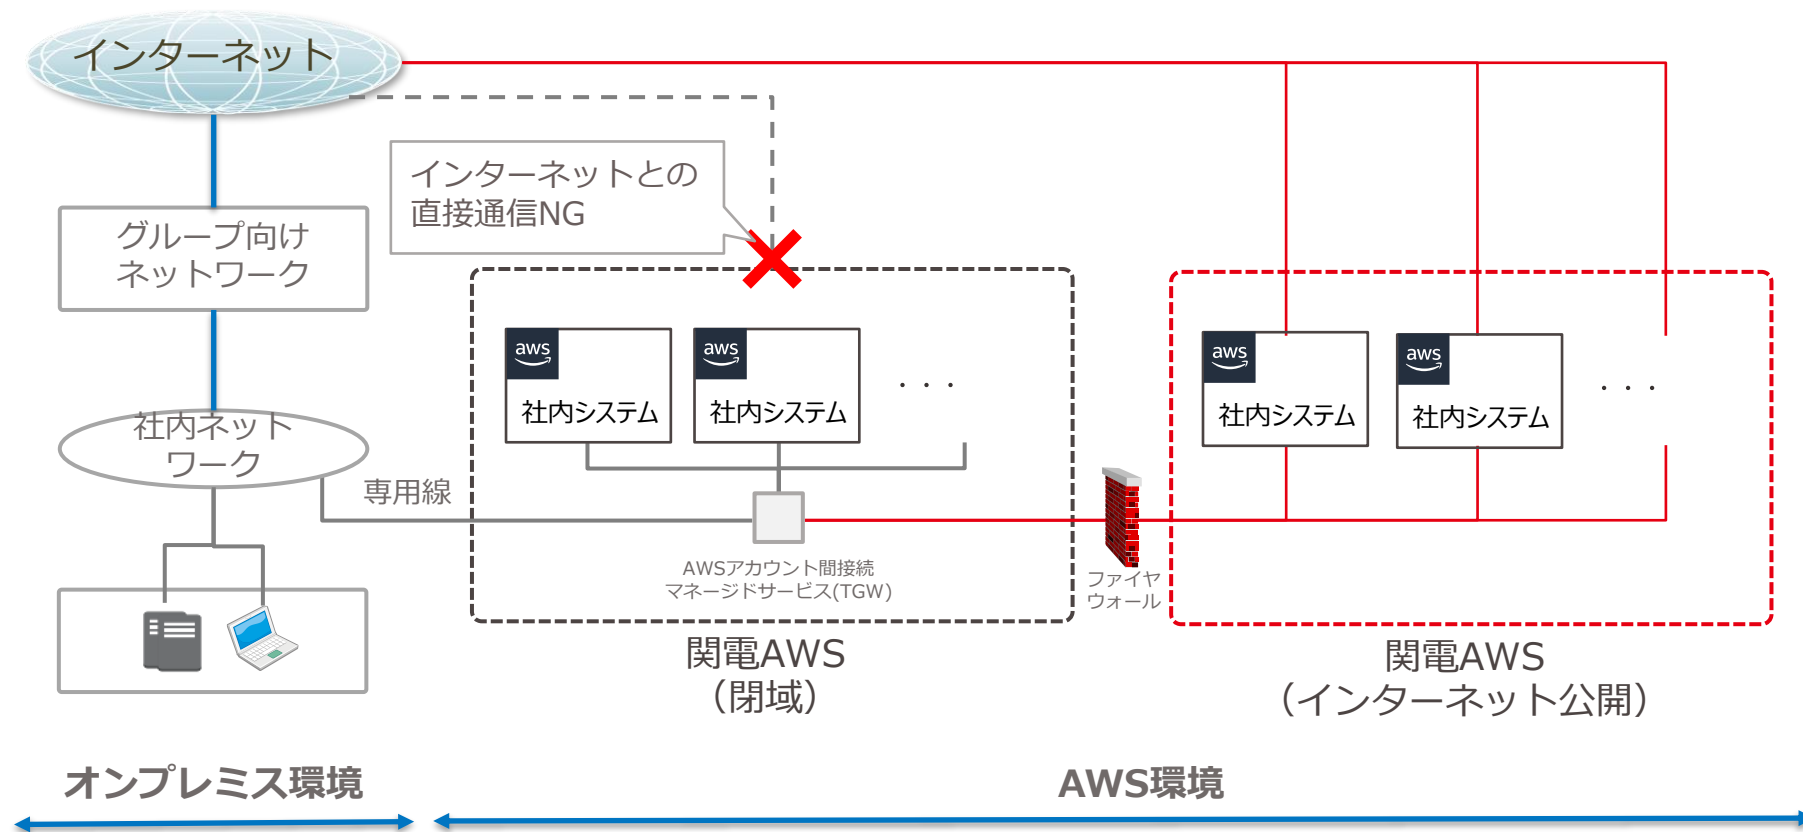 インターネット
インターネットとの
直接通信NG
グループ向け
ネットワーク
社内ネット
ワーク
専用線
aws
社内システム
aws
社内システム
・・・
AWSアカウント間接続
マネージドサービス(TGW)
ファイヤ
ウォール
aws
社内システム
aws
社内システム
・・・
関電AWS
（閉域）
関電AWS
（インターネット公開）
オンプレミス環境
AWS環境